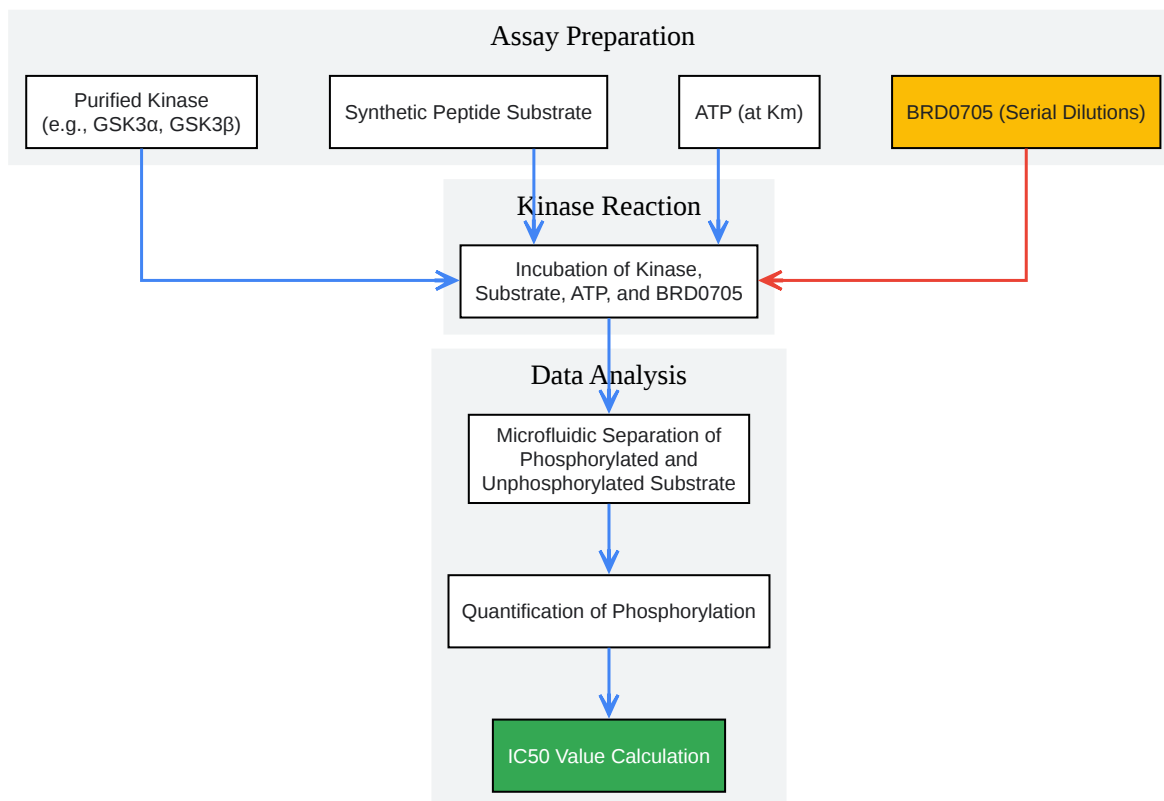 Assay Preparation
Purified Kinase
(e.g., GSK3α, GSK3β)
Synthetic Peptide Substrate
ATP (at Km)
BRD0705 (Serial Dilutions)
Kinase Reaction
Incubation of Kinase,
Substrate, ATP, and BRD0705
Data Analysis
Microfluidic Separation of
Phosphorylated and
Unphosphorylated Substrate
Quantification of Phosphorylation
IC50 Value Calculation